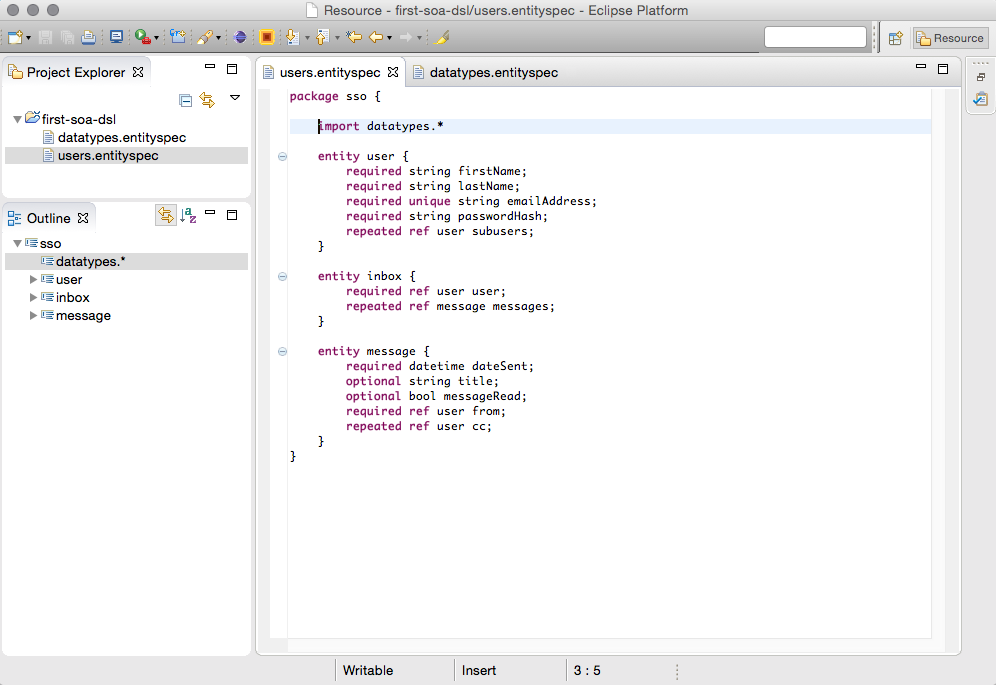 Resource - first-soa-dsl/users.entityspec - Eclipse Platform
Resource
Project Explorer
first-soa-dsl
datatypes.entityspec
users.entityspec
Outline
sso
datatypes.*
user
inbox
message
users.entityspec
datatypes.entityspec
package sso {
import datatypes.*
entity user {
required string firstName;
required string lastName;
required unique string emailAddress;
required string passwordHash;
repeated ref user subusers;
}
entity inbox {
required ref user user;
repeated ref message messages;
}
entity message {
required datetime dateSent;
optional string title;
optional bool messageRead;
required ref user from;
repeated ref user cc;
}
}
Writable
Insert
3 : 5